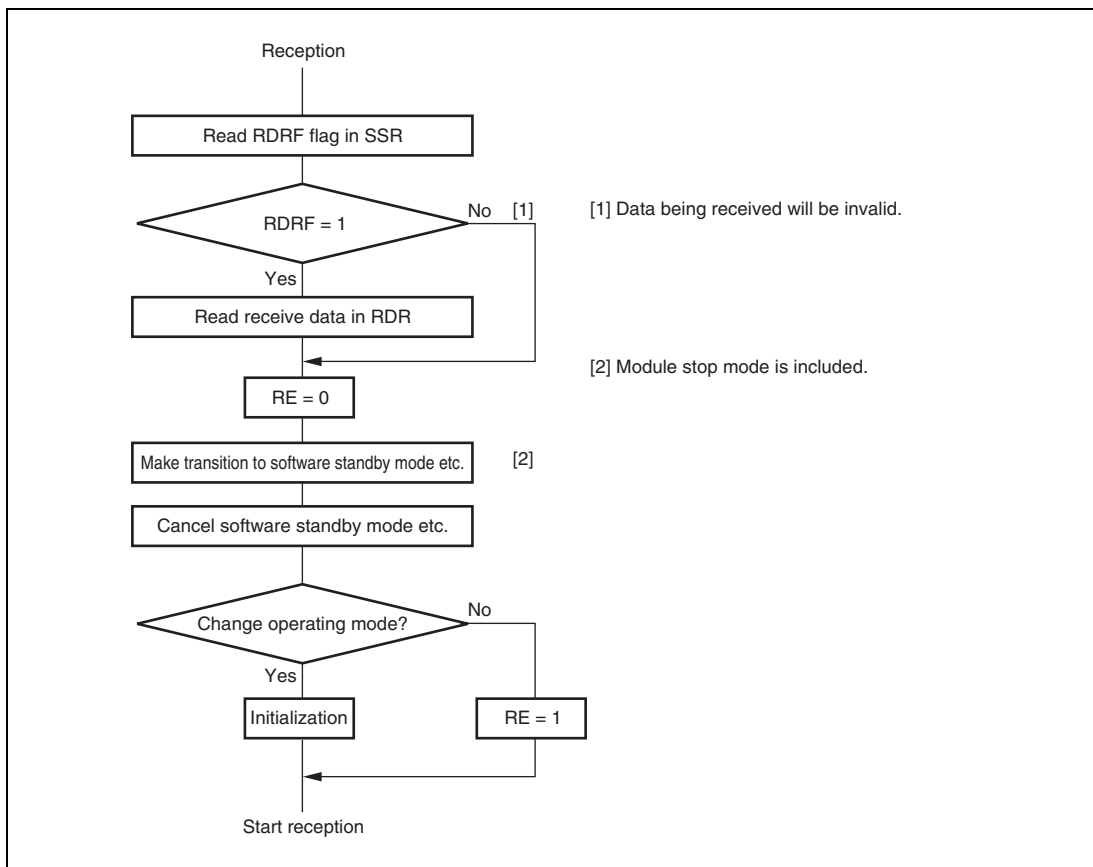 Reception
Read RDRF flag in SSR
RDRF = 1
No [1]
[1] Data being received will be invalid.
Yes
Read receive data in RDR
[2] Module stop mode is included.
RE = 0
Make transition to software standby mode etc.
[2]
Cancel software standby mode etc.
Change operating mode?
No
Yes
Initialization
RE = 1
Start reception